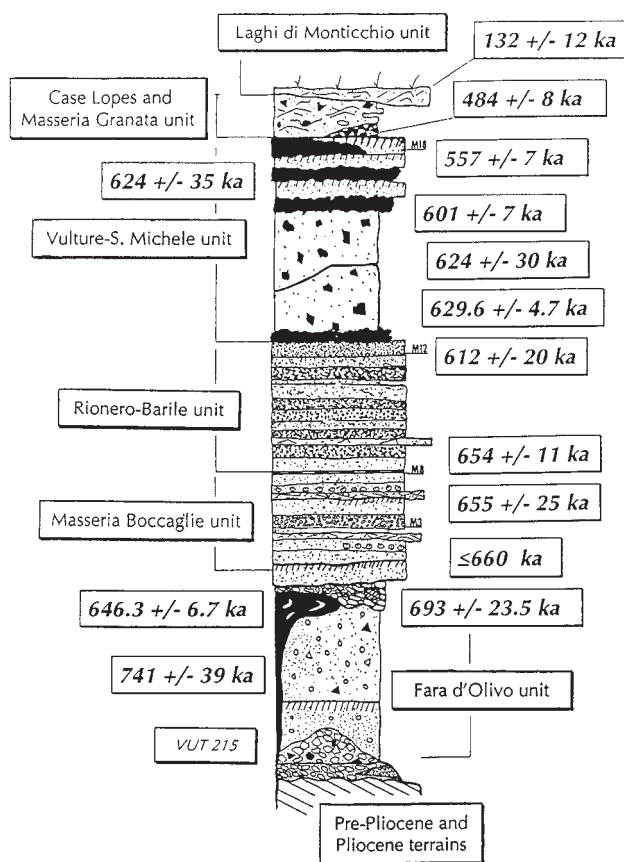 Laghi di Monticchio unit
132 +/- 12 ka
Case Lopes and
Masseria Granata unit
484 +/- 8 ka
M18
557 +/- 7 ka
624 +/- 35 ka
601 +/- 7 ka
Vulture-S. Michele unit
624 +/- 30 ka
629.6 +/- 4.7 ka
M12
612 +/- 20 ka
Rionero-Barile unit
654 +/- 11 ka
M8
655 +/- 25 ka
Masseria Boccaglie unit
M3
≤660 ka
646.3 +/- 6.7 ka
693 +/- 23.5 ka
741 +/- 39 ka
Fara d'Olivo unit
VUT 215
Pre-Pliocene and
Pliocene terrains